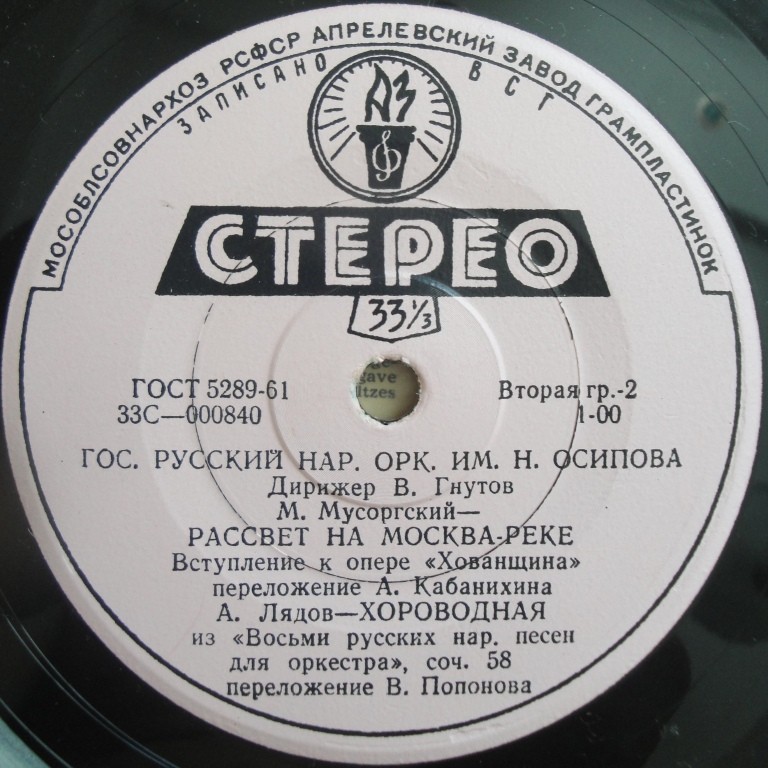 МОСОБЛСОВНАРХОЗ РСФСР АПРЕЛЕВСКИЙ ЗАВОД ГРАМПЛАСТИНОК
ЗАПИСАНО ВСГ
АЗ
СТЕРЕО
33⅓
gave
ltzes
ГОСТ 5289-61 Вторая гр.-2
33С—000840 1-00
ГОС. РУССКИЙ НАР. ОРК. ИМ. Н. ОСИПОВА
Дирижер В. Гнутов
М. Мусоргский—
РАССВЕТ НА МОСКВА-РЕКЕ
Вступление к опере «Хованщина»
переложение А. Кабанихина
А. Лядов—ХОРОВОДНАЯ
из «Восьми русских нар. песен
для оркестра», соч. 58
переложение В. Попонова